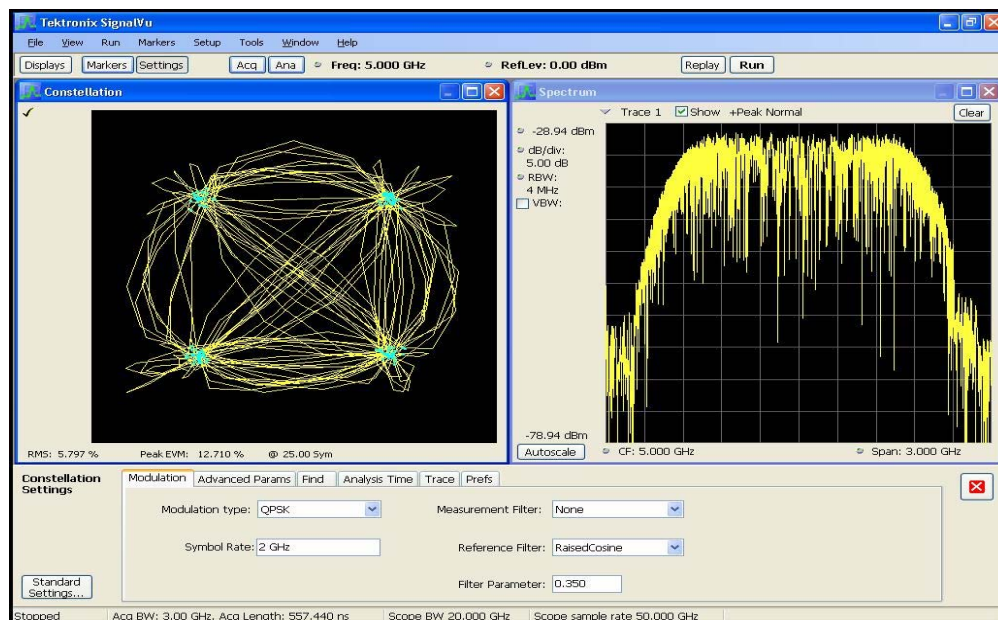 Tektronix SignalVu
File View Run Markers Setup Tools Window Help
Displays Markers Settings Acq Ana Freq: 5.000 GHz RefLev: 0.00 dBm Replay Run
Constellation
RMS: 5.797 % Peak EVM: 12.710 % @ 25.00 Sym
Spectrum
Trace 1 Show +Peak Normal Clear
-28.94 dBm
dB/div:
5.00 dB
RBW:
4 MHz
VBW:
-78.94 dBm
Autoscale CF: 5.000 GHz Span: 3.000 GHz
Constellation
Settings
Modulation Advanced Params Find Analysis Time Trace Prefs
Modulation type: QPSK Measurement Filter: None
Symbol Rate: 2 GHz Reference Filter: RaisedCosine
Filter Parameter: 0.350
Standard
Settings...
Stopped Acq BW: 3.00 GHz, Acq Length: 557.440 ns Scope BW 20.000 GHz Scope sample rate 50.000 GHz